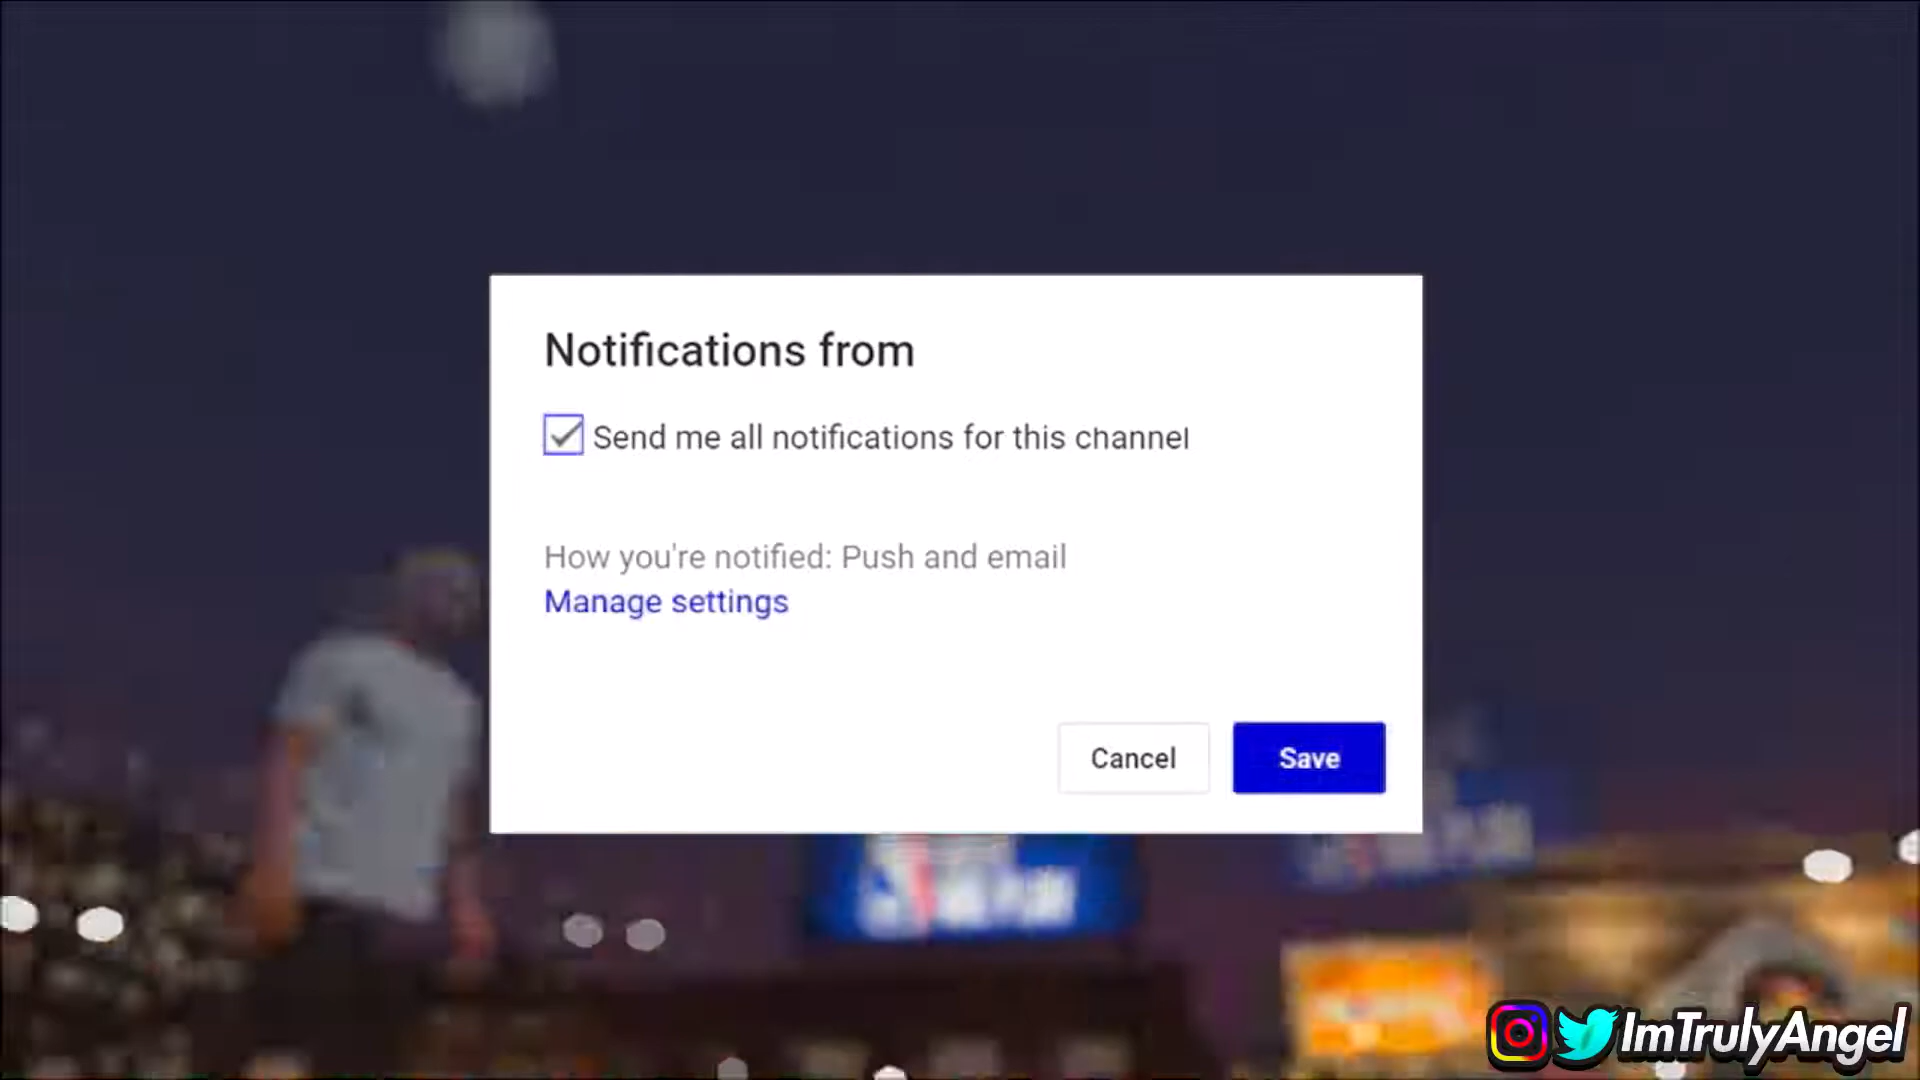 Notifications from
Send me all notifications for this channel
How you're notified: Push and email
Manage settings
Cancel
Save
ImTrulyAngel